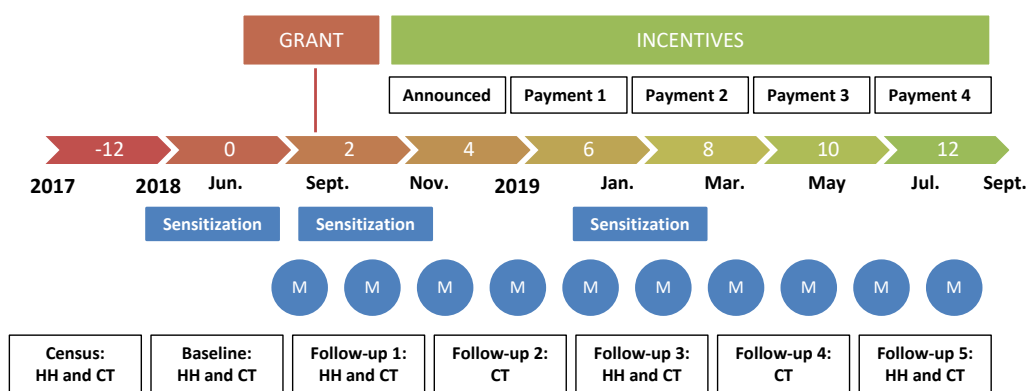 GRANT INCENTIVES
Announced Payment 1 Payment 2 Payment 3 Payment 4
-12 0 2 4 6 8 10 12
2017 2018 Jun. Sept. Nov. 2019 Jan. Mar. May Jul. Sept.
Sensitization Sensitization Sensitization
M M M M M M M M M M
Census: Baseline: Follow-up 1: Follow-up 2: Follow-up 3: Follow-up 4: Follow-up 5:
HH and CT HH and CT HH and CT CT HH and CT CT HH and CT